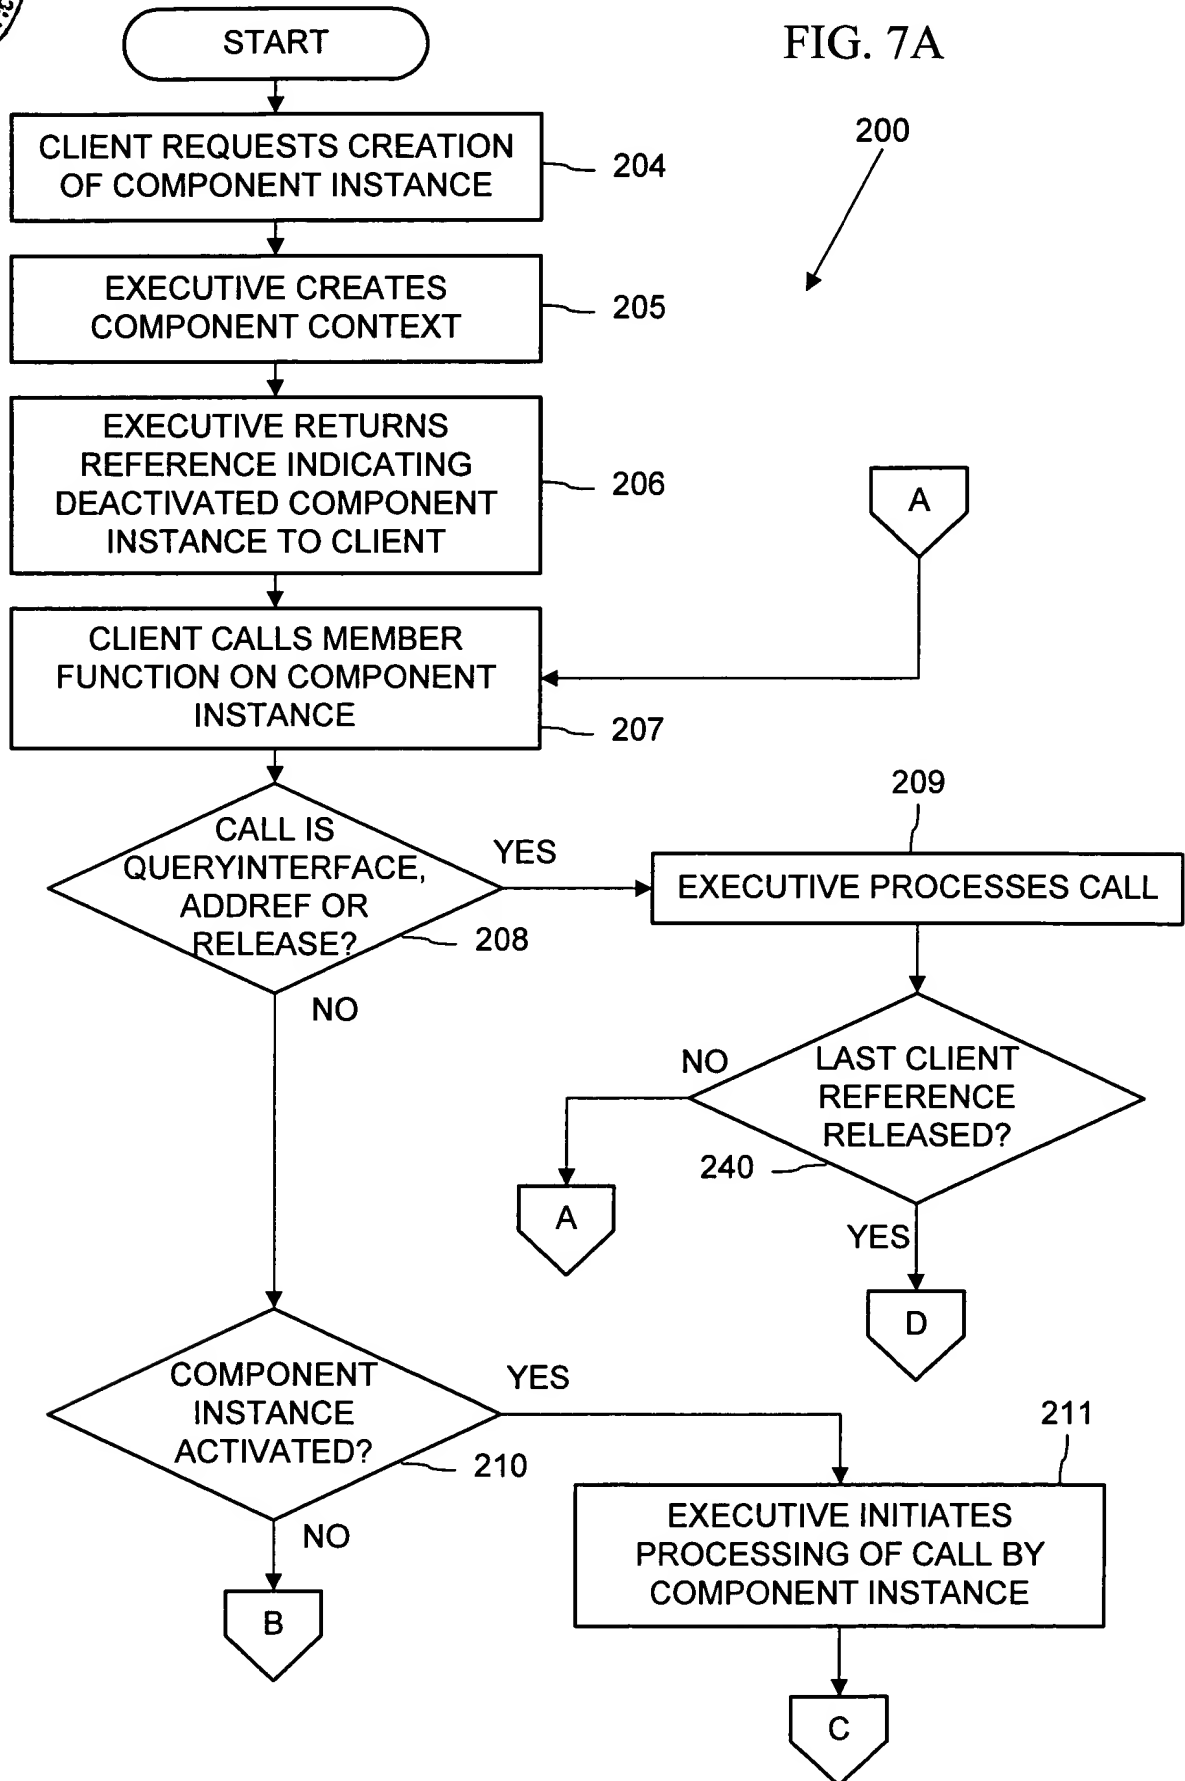 FIG. 7A
START
200
CLIENT REQUESTS CREATION
OF COMPONENT INSTANCE
204
EXECUTIVE CREATES
COMPONENT CONTEXT
205
EXECUTIVE RETURNS
REFERENCE INDICATING
DEACTIVATED COMPONENT
INSTANCE TO CLIENT
206
A
CLIENT CALLS MEMBER
FUNCTION ON COMPONENT
INSTANCE
207
CALL IS
QUERYINTERFACE,
ADDREF OR
RELEASE?
208
YES
NO
209
EXECUTIVE PROCESSES CALL
LAST CLIENT
REFERENCE
RELEASED?
240
NO
A
YES
D
COMPONENT
INSTANCE
ACTIVATED?
210
YES
NO
B
211
EXECUTIVE INITIATES
PROCESSING OF CALL BY
COMPONENT INSTANCE
C